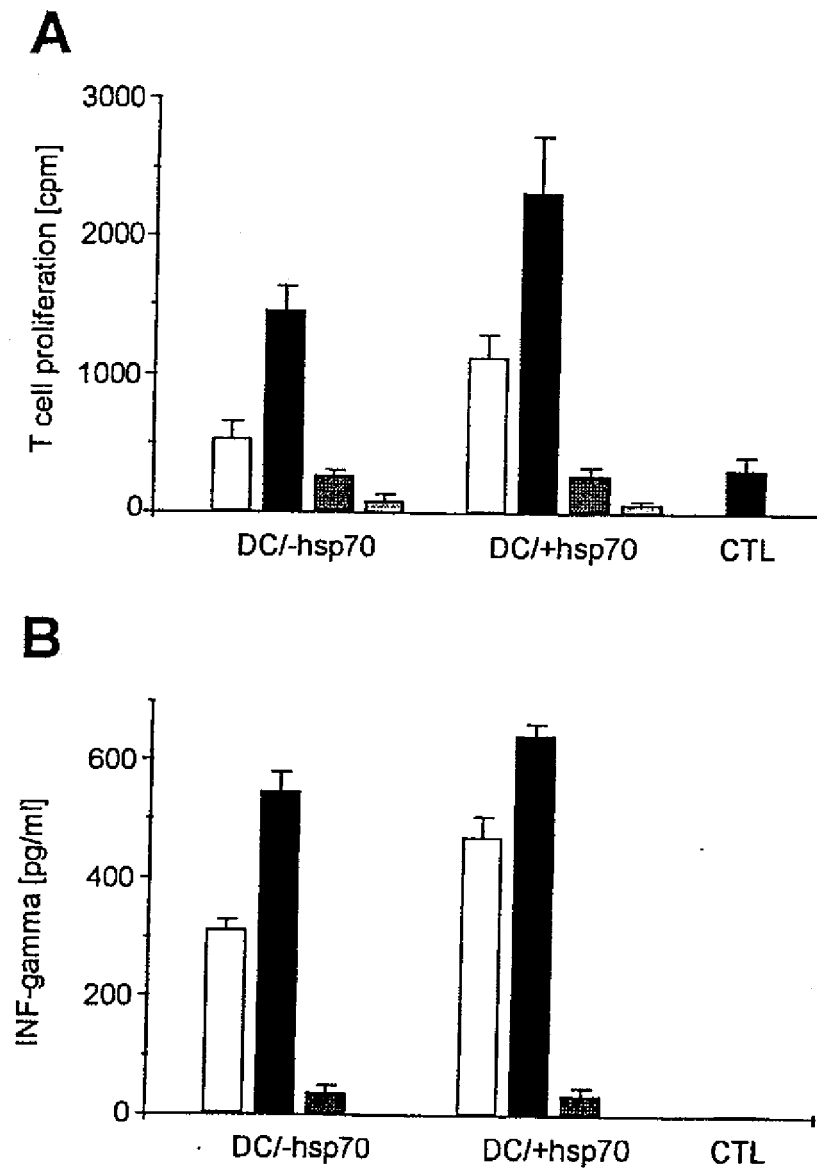 A
T cell proliferation [cpm]
3000
2000
1000
0
DC/-hsp70 DC/+hsp70 CTL
B
INF-gamma [pg/ml]
600
400
200
0
DC/-hsp70 DC/+hsp70 CTL